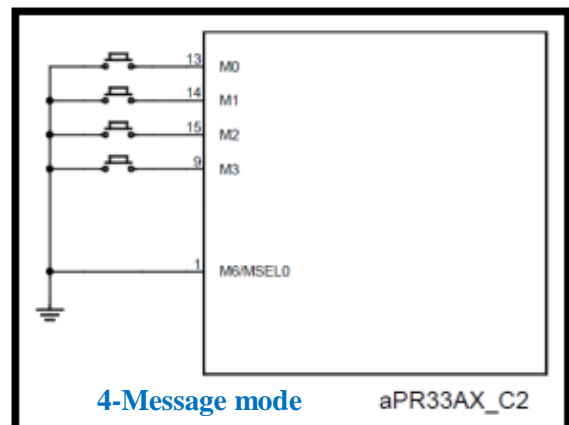 13 M0
14 M1
15 M2
9 M3
1 M6/MSEL0
4-Message mode aPR33AX_C2